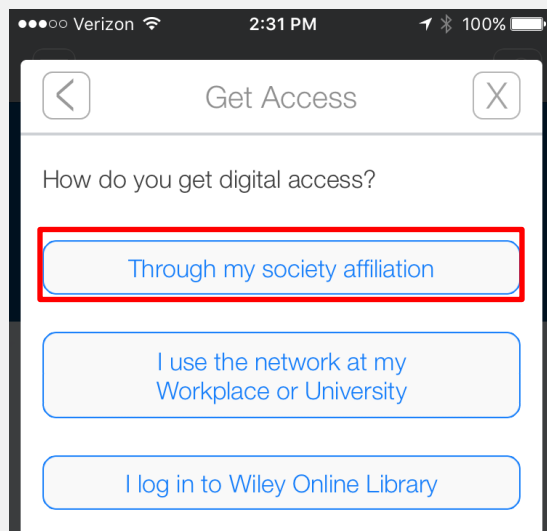 Verizon 2:31 PM 100%
Get Access X
How do you get digital access?
Through my society affiliation
I use the network at my
Workplace or University
I log in to Wiley Online Library